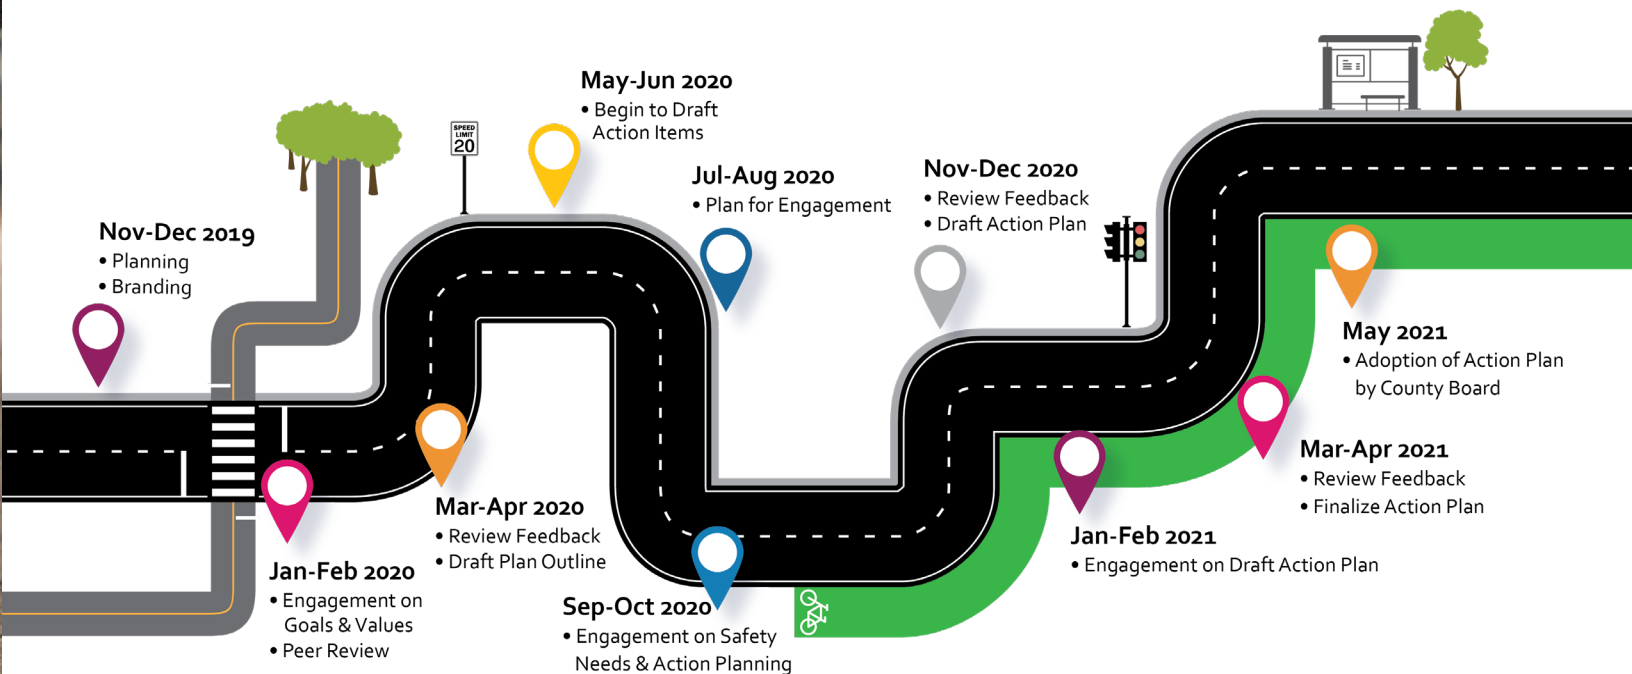 Nov-Dec 2019
• Planning
• Branding
Jan-Feb 2020
• Engagement on
Goals & Values
• Peer Review
SPEED
LIMIT
20
Mar-Apr 2020
• Review Feedback
• Draft Plan Outline
May-Jun 2020
• Begin to Draft
Action Items
Jul-Aug 2020
• Plan for Engagement
Sep-Oct 2020
• Engagement on Safety
Needs & Action Planning
Nov-Dec 2020
• Review Feedback
• Draft Action Plan
Jan-Feb 2021
• Engagement on Draft Action Plan
Mar-Apr 2021
• Review Feedback
• Finalize Action Plan
May 2021
• Adoption of Action Plan
by County Board